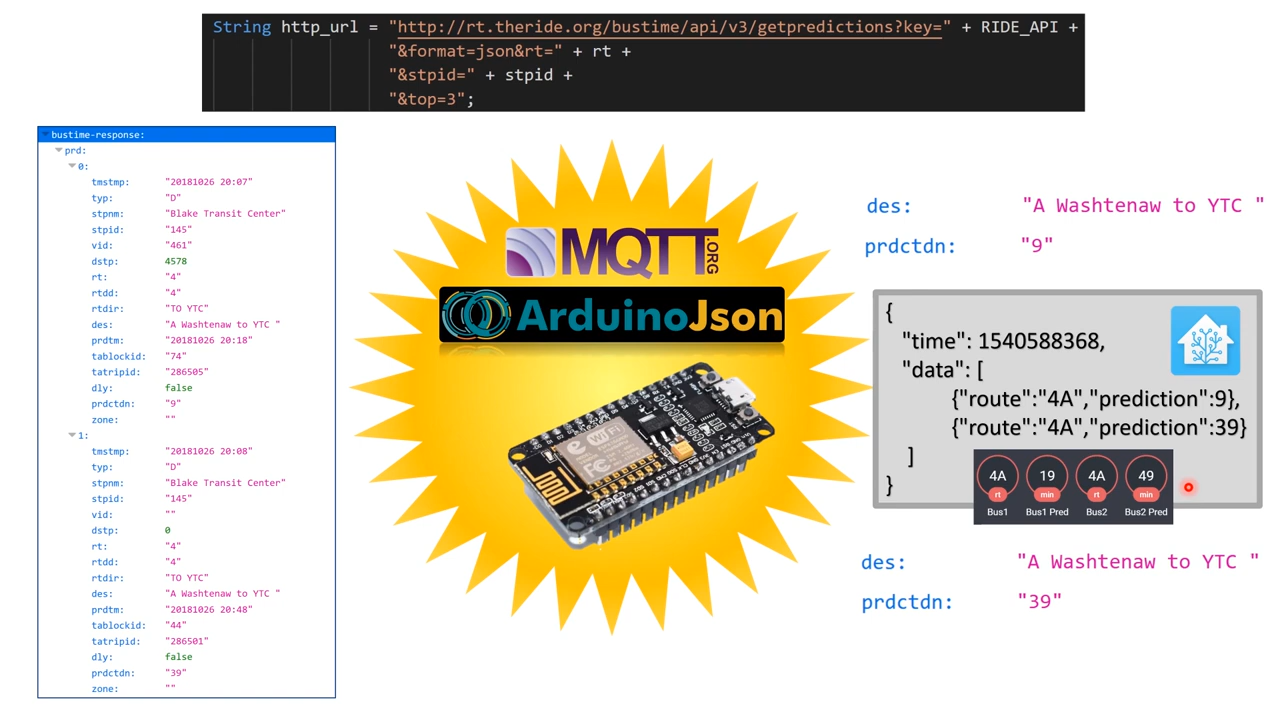 String http_url = "http://rt.theride.org/bustime/api/v3/getpredictions?key=" + RIDE_API +
"&format=json&rt=" + rt +
"&stpid=" + stpid +
"&top=3";
bustime-response:
prd:
0:
tmstmp: "20181026 20:07"
typ: "D"
stpnm: "Blake Transit Center"
stpid: "145"
vid: "461"
dstp: 4578
rt: "4"
rtdd: "4"
rtdir: "TO YTC"
des: "A Washtenaw to YTC "
prdtm: "20181026 20:18"
tablockid: "74"
tatripid: "286505"
dly: false
prdctdn: "9"
zone: ""
1:
tmstmp: "20181026 20:08"
typ: "D"
stpnm: "Blake Transit Center"
stpid: "145"
vid: ""
dstp: 0
rt: "4"
rtdd: "4"
rtdir: "TO YTC"
des: "A Washtenaw to YTC "
prdtm: "20181026 20:48"
tablockid: "44"
tatripid: "286501"
dly: false
prdctdn: "39"
zone: ""
MQTT.ORG
ArduinoJson
WiFi
des: "A Washtenaw to YTC "
prdctdn: "9"
{
"time": 1540588368,
"data": [
{"route":"4A","prediction":9},
{"route":"4A","prediction":39}
]
}
4A 19 4A 49
rt min rt min
Bus1 Bus1 Pred Bus2 Bus2 Pred
des: "A Washtenaw to YTC "
prdctdn: "39"